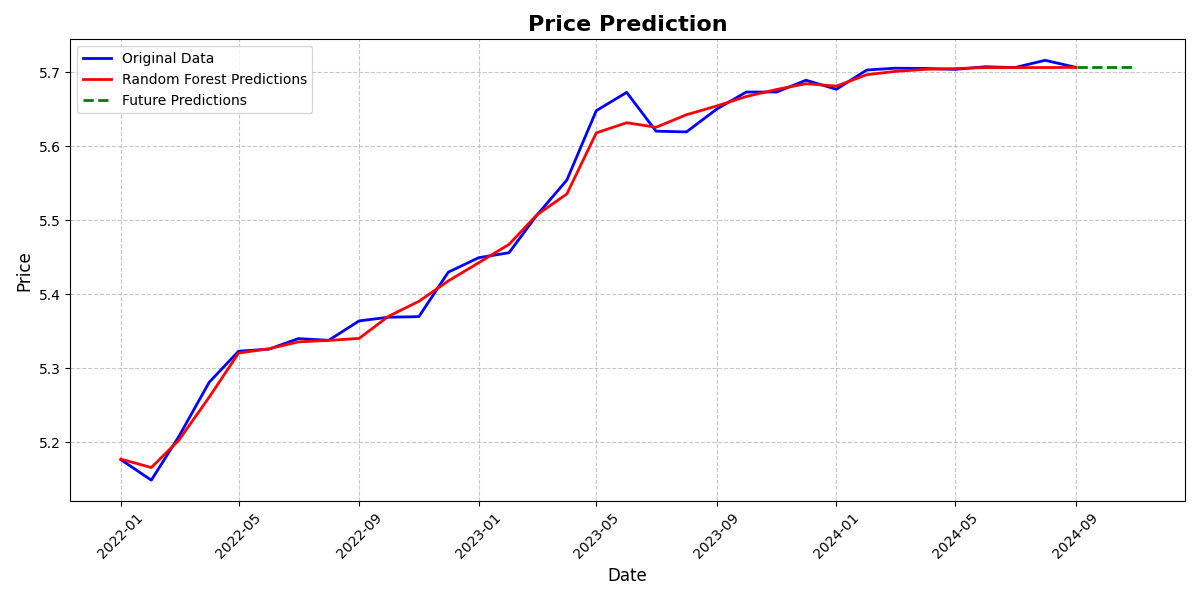 Price Prediction
Original Data
Random Forest Predictions
Future Predictions
Price
5.7
5.6
5.5
5.4
5.3
5.2
2022-01
2022-05
2022-09
2023-01
2023-05
2023-09
2024-01
2024-05
2024-09
Date